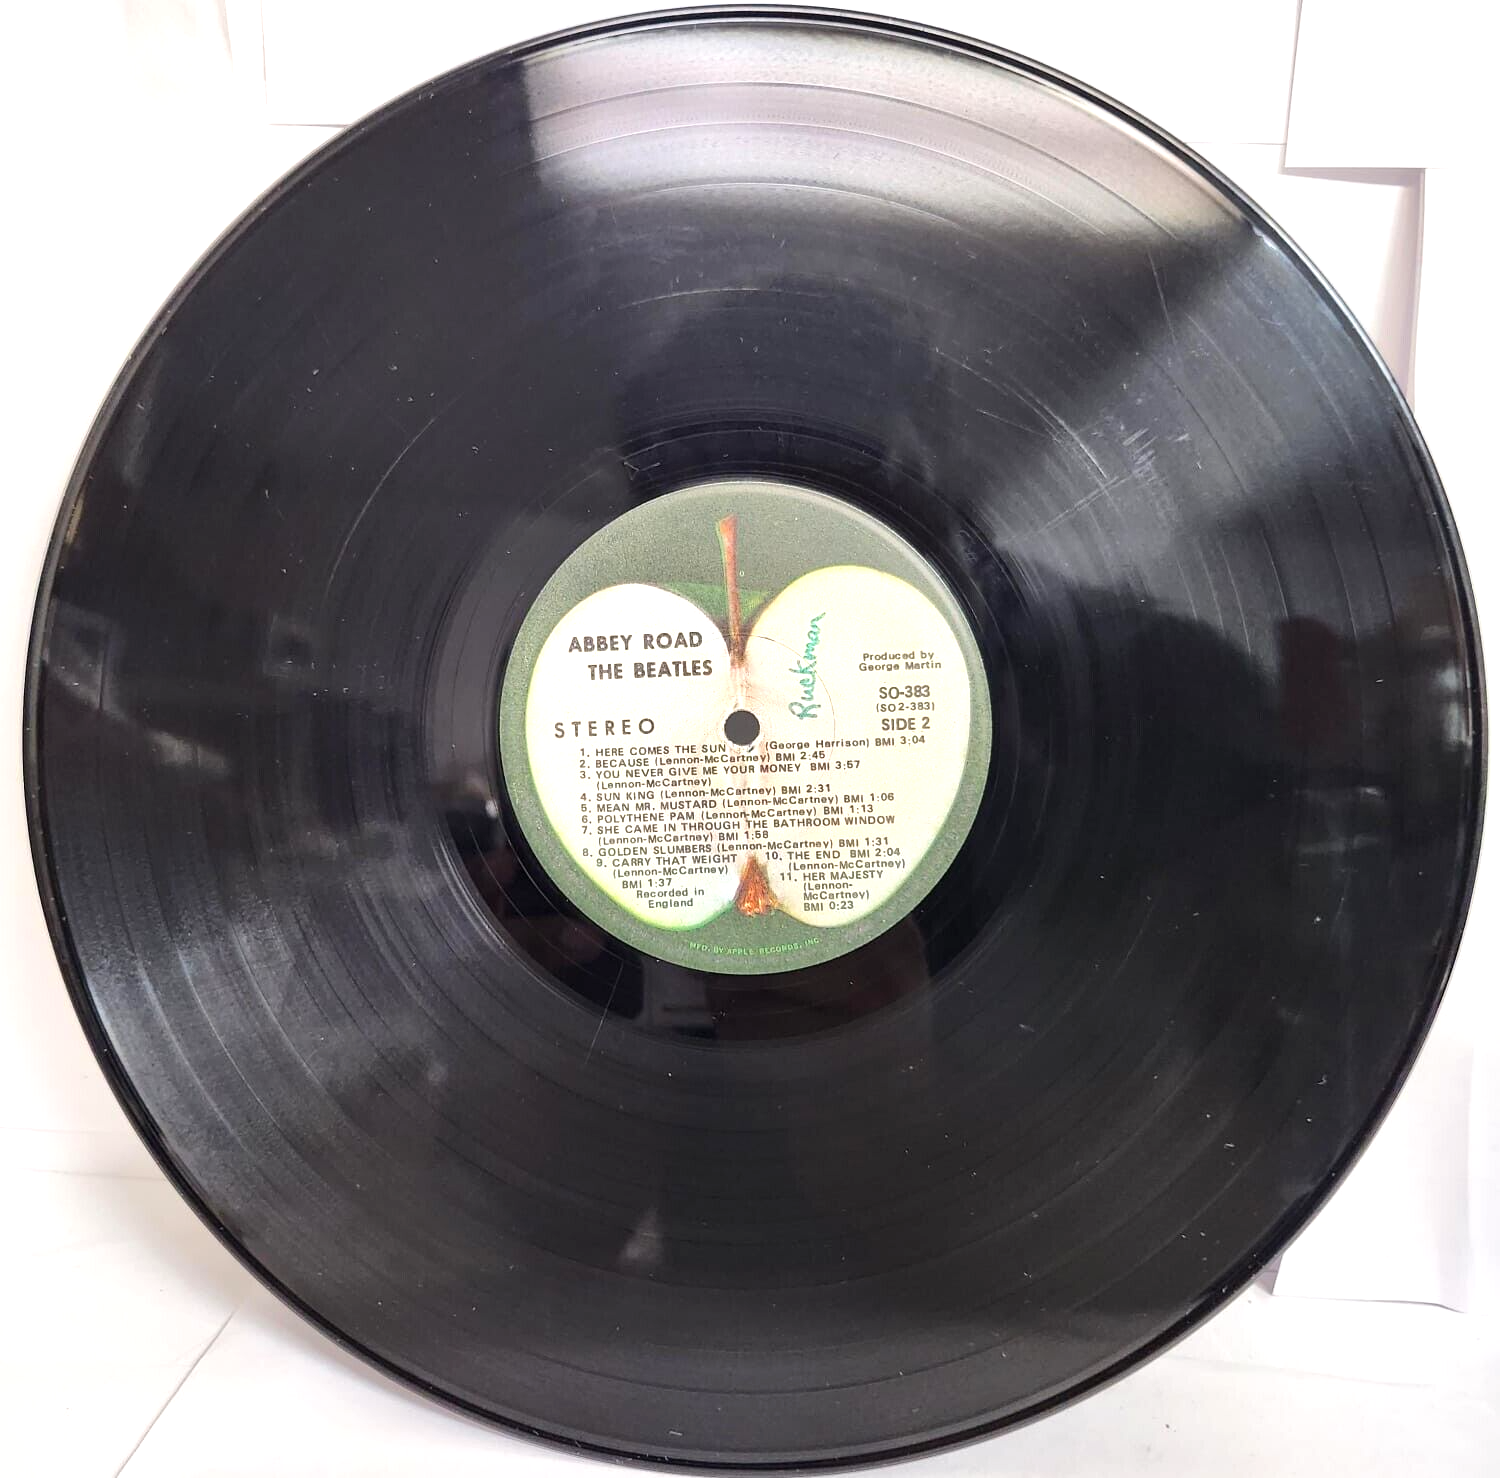 ABBEY ROAD
THE BEATLES
Ruckman
Produced by
George Martin
SO-383
(SO2-383)
STEREO
SIDE 2
1. HERE COMES THE SUN (George Harrison) BMI 3:04
2. BECAUSE (Lennon-McCartney) BMI 2:45
3. YOU NEVER GIVE ME YOUR MONEY BMI 3:57
(Lennon-McCartney)
4. SUN KING (Lennon-McCartney) BMI 2:31
5. MEAN MR. MUSTARD (Lennon-McCartney) BMI 1:06
6. POLYTHENE PAM (Lennon-McCartney) BMI 1:13
7. SHE CAME IN THROUGH THE BATHROOM WINDOW
(Lennon-McCartney) BMI 1:58
8. GOLDEN SLUMBERS (Lennon-McCartney) BMI 1:31
9. CARRY THAT WEIGHT
(Lennon-McCartney)
BMI 1:37
10. THE END BMI 2:04
(Lennon-McCartney)
11. HER MAJESTY
(Lennon-
McCartney)
BMI 0:23
Recorded in
England
MFD. BY APPLE RECORDS, INC.